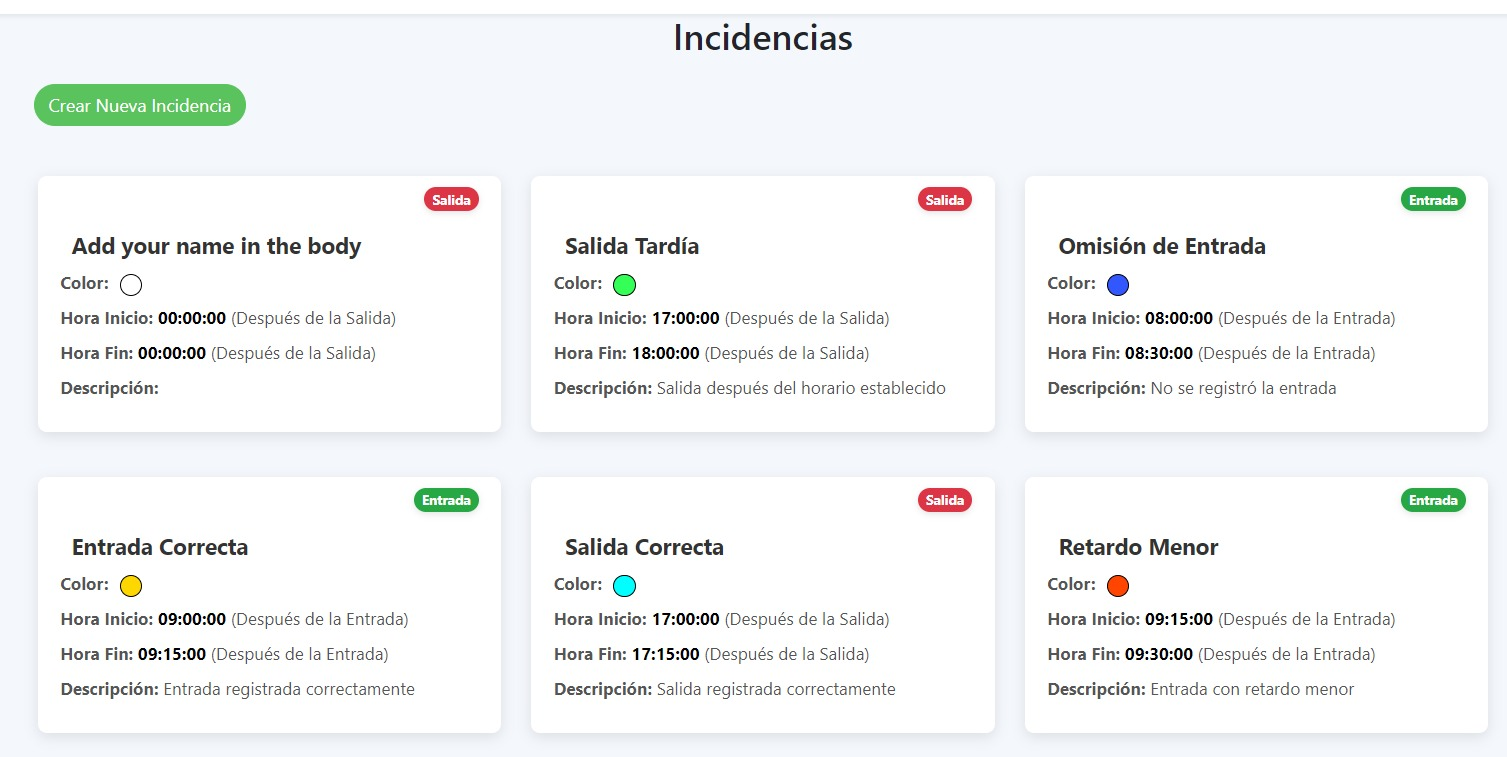 Incidencias
Crear Nueva Incidencia
Salida
Add your name in the body
Color:
Hora Inicio: 00:00:00 (Después de la Salida)
Hora Fin: 00:00:00 (Después de la Salida)
Descripción:
Salida
Salida Tardía
Color:
Hora Inicio: 17:00:00 (Después de la Salida)
Hora Fin: 18:00:00 (Después de la Salida)
Descripción: Salida después del horario establecido
Entrada
Omisión de Entrada
Color:
Hora Inicio: 08:00:00 (Después de la Entrada)
Hora Fin: 08:30:00 (Después de la Entrada)
Descripción: No se registró la entrada
Entrada
Entrada Correcta
Color:
Hora Inicio: 09:00:00 (Después de la Entrada)
Hora Fin: 09:15:00 (Después de la Entrada)
Descripción: Entrada registrada correctamente
Salida
Salida Correcta
Color:
Hora Inicio: 17:00:00 (Después de la Salida)
Hora Fin: 17:15:00 (Después de la Salida)
Descripción: Salida registrada correctamente
Entrada
Retardo Menor
Color:
Hora Inicio: 09:15:00 (Después de la Entrada)
Hora Fin: 09:30:00 (Después de la Entrada)
Descripción: Entrada con retardo menor